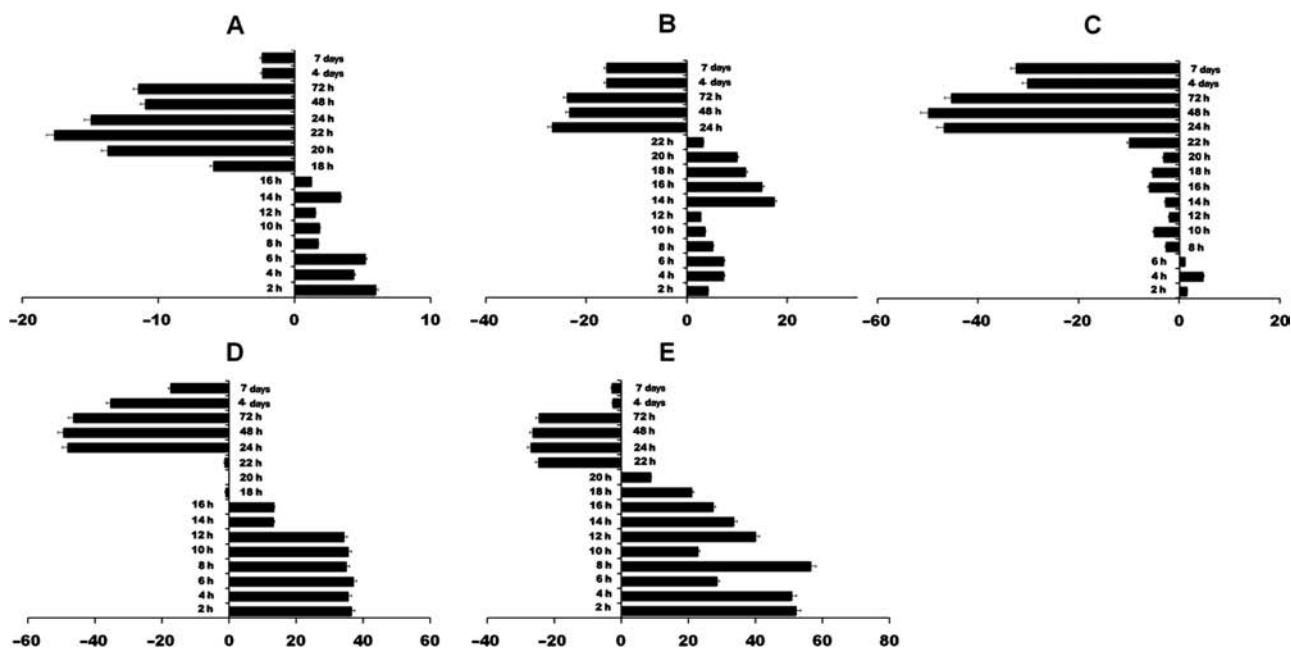 A
7 days
4 days
72 h
48 h
24 h
22 h
20 h
18 h
16 h
14 h
12 h
10 h
8 h
6 h
4 h
2 h
−20 −10 0 10
B
7 days
4 days
72 h
48 h
24 h
22 h
20 h
18 h
16 h
14 h
12 h
10 h
8 h
6 h
4 h
2 h
−40 −20 0 20
C
7 days
4 days
72 h
48 h
24 h
22 h
20 h
18 h
16 h
14 h
12 h
10 h
8 h
6 h
4 h
2 h
−60 −40 −20 0 20
D
7 days
4 days
72 h
48 h
24 h
22 h
20 h
18 h
16 h
14 h
12 h
10 h
8 h
6 h
4 h
2 h
−60 −40 −20 0 20 40 60
E
7 days
4 days
72 h
48 h
24 h
22 h
20 h
18 h
16 h
14 h
12 h
10 h
8 h
6 h
4 h
2 h
−40 −20 0 20 40 60 80